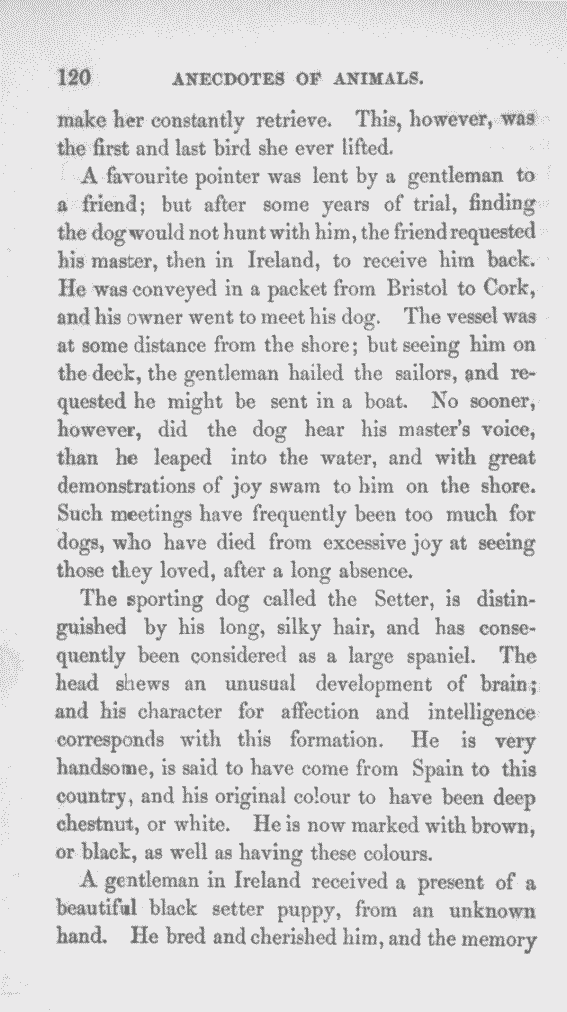 120 ANECDOTES OF ANIMALS.
make her constantly retrieve. This, however, was
the first and last bird she ever lifted.
A favourite pointer was lent by a gentleman to
a friend; but after some years of trial, finding
the dog would not hunt with him, the friend requested
his master, then in Ireland, to receive him back.
He was conveyed in a packet from Bristol to Cork,
and his owner went to meet his dog. The vessel was
at some distance from the shore; but seeing him on
the deck, the gentleman hailed the sailors, and re-
quested he might be sent in a boat. No sooner,
however, did the dog hear his master's voice,
than he leaped into the water, and with great
demonstrations of joy swam to him on the shore.
Such meetings have frequently been too much for
dogs, who have died from excessive joy at seeing
those they loved, after a long absence.
The sporting dog called the Setter, is distin-
guished by his long, silky hair, and has conse-
quently been considered as a large spaniel. The
head shews an unusual development of brain;
and his character for affection and intelligence
corresponds with this formation. He is very
handsome, is said to have come from Spain to this
country, and his original colour to have been deep
chestnut, or white. He is now marked with brown,
or black, as well as having these colours.
A gentleman in Ireland received a present of a
beautiful black setter puppy, from an unknown
hand. He bred and cherished him, and the memory